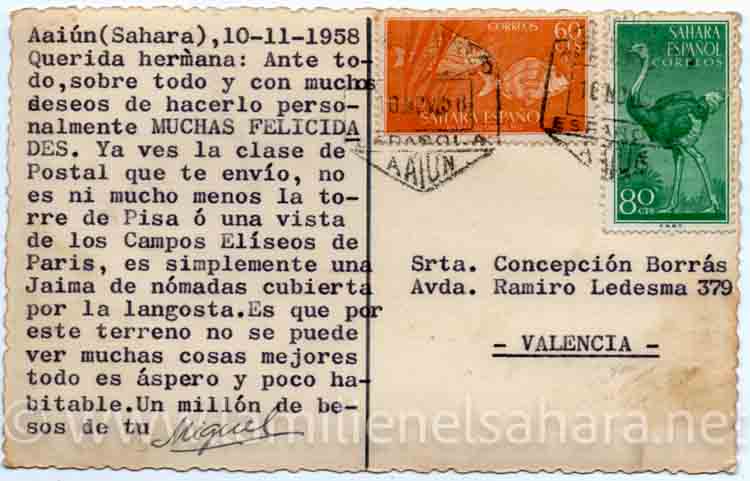 Aaiún(Sahara),10-11-1958
Querida hermana: Ante to-
do,sobre todo y con muchos
deseos de hacerlo perso-
nalmente MUCHAS FELICIDA
DES. Ya ves la clase de
Postal que te envío, no
es ni mucho menos la to-
rre de Pisa ó una vista
de los Campos Elíseos de
Paris, es simplemente una
Jaima de nómadas cubierta
por la langosta.Es que por
este terreno no se puede
ver muchas cosas mejores
todo es áspero y poco ha-
bitable.Un millón de be-
sos de tu Miguel
CORREOS 60 CTS
SAHARA ESPAÑOL
AAIUN
SAHARA
ESPAÑOL
CORREOS
80 CTS
AAIUN
Srta. Concepción Borrás
Avda. Ramiro Ledesma 379
- VALENCIA -